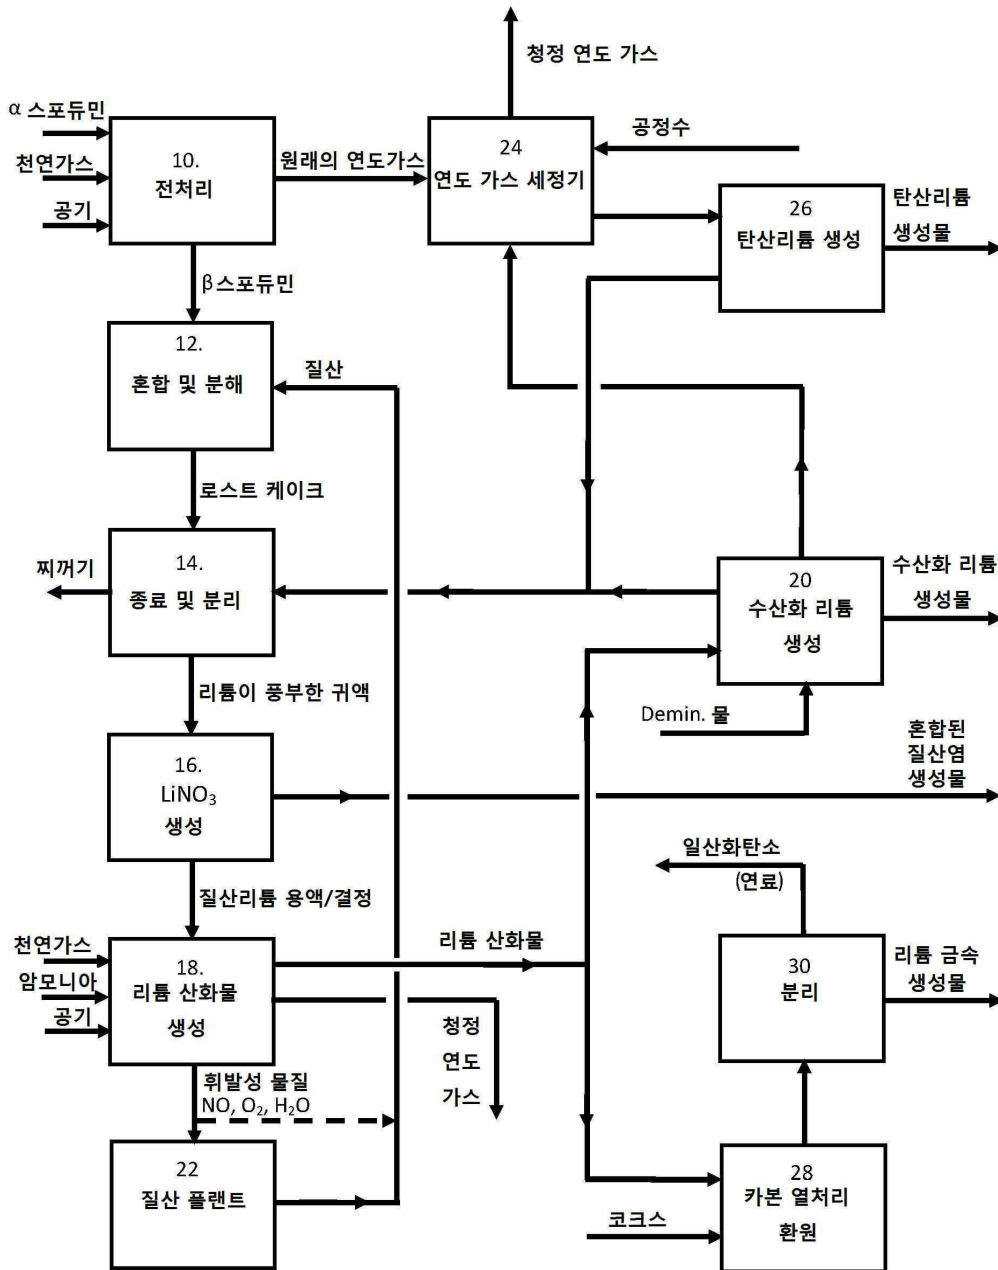 청정 연도 가스
α 스포듀민
천연가스
공기
10.
전처리
원래의 연도가스
24
연도 가스 세정기
공정수
26
탄산리튬 생성
탄산리튬
생성물
β스포듀민
12.
혼합 및 분해
질산
로스트 케이크
찌꺼기
14.
종료 및 분리
20
수산화 리튬
생성
수산화 리튬
생성물
리튬이 풍부한 귀액
Demin. 물
16.
LiNO₃
생성
혼합된
질산염
생성물
일산화탄소
(연료)
질산리튬 용액/결정
천연가스
암모니아
공기
18.
리튬 산화물
생성
리튬 산화물
청정
연도
가스
30
분리
리튬 금속
생성물
휘발성 물질
NO, O₂, H₂O
22
질산 플랜트
28
카본 열처리
환원
코크스